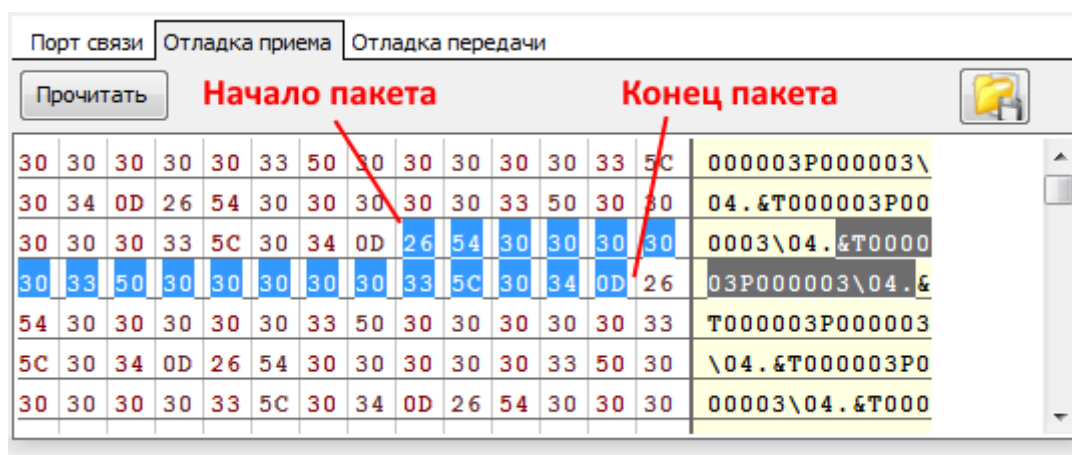 Порт связи Отладка приема Отладка передачи
Прочитать Начало пакета Конец пакета
30 30 30 30 30 33 50 30 30 30 30 30 33 5C 000003P000003\
30 34 0D 26 54 30 30 30 30 30 33 50 30 30 04.&T000003P00
30 30 30 33 5C 30 34 0D 26 54 30 30 30 30 0003\04.&T0000
30 33 50 30 30 30 30 30 33 5C 30 34 0D 26 03P000003\04.&
54 30 30 30 30 30 33 50 30 30 30 30 30 33 T000003P000003
5C 30 34 0D 26 54 30 30 30 30 30 33 50 30 \04.&T000003P0
30 30 30 30 33 5C 30 34 0D 26 54 30 30 30 00003\04.&T000